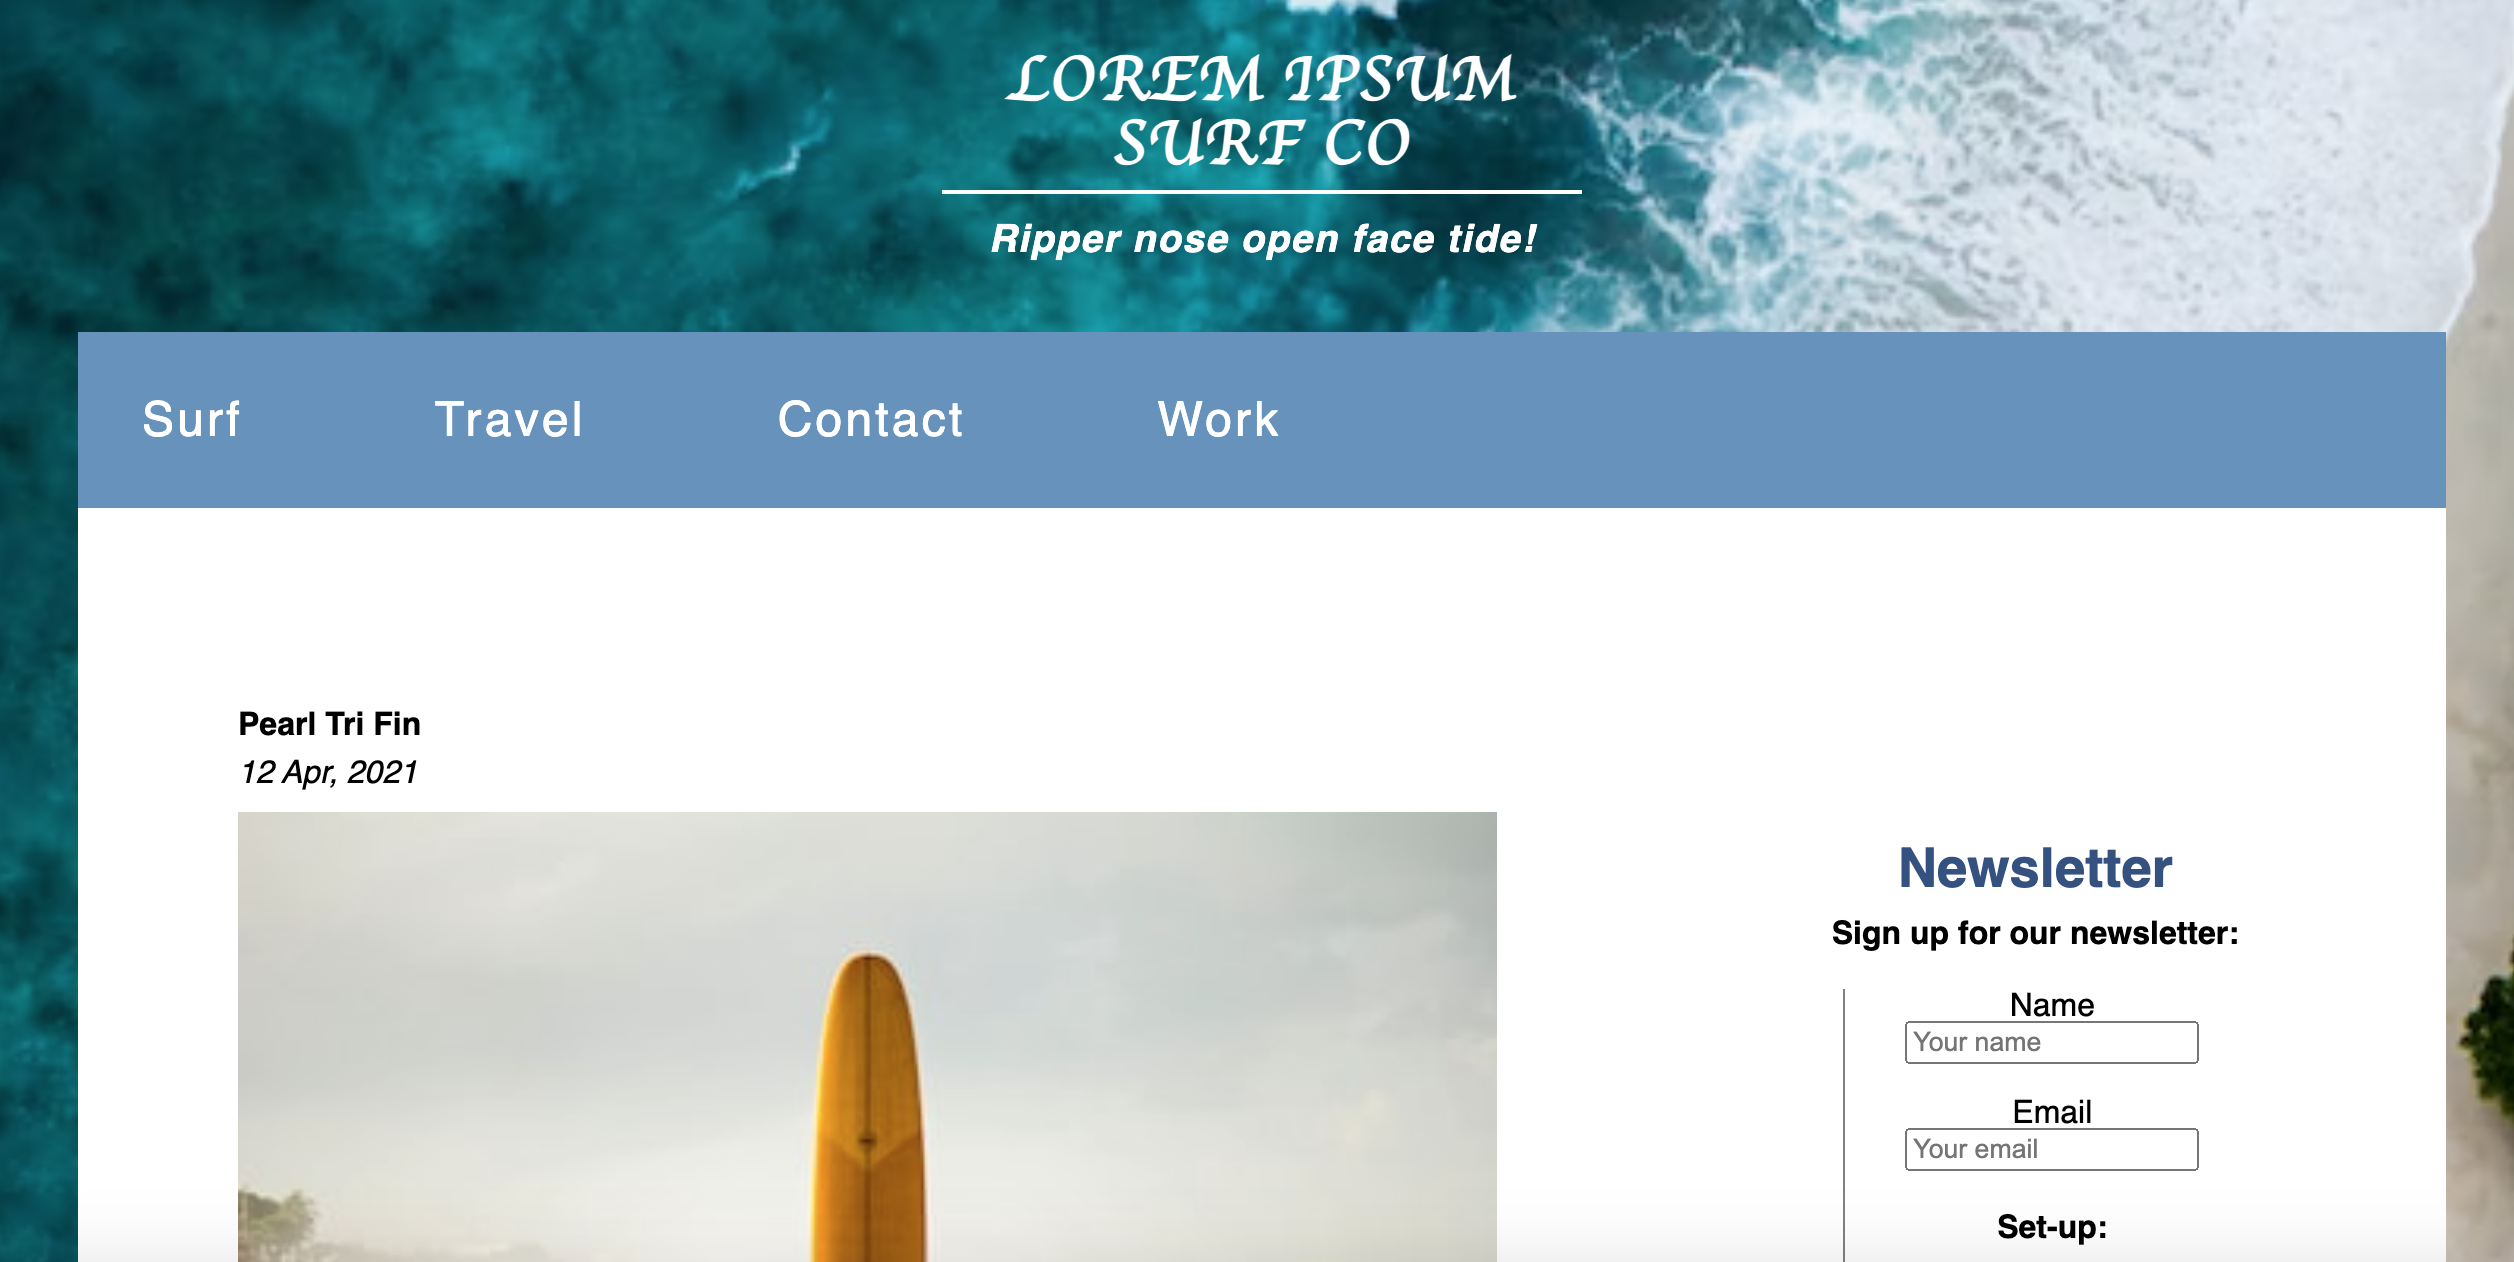 LOREM IPSUM
SURF CO
Ripper nose open face tide!
Surf Travel Contact Work
Pearl Tri Fin
12 Apr, 2021
Newsletter
Sign up for our newsletter:
Name
Your name
Email
Your email
Set-up: